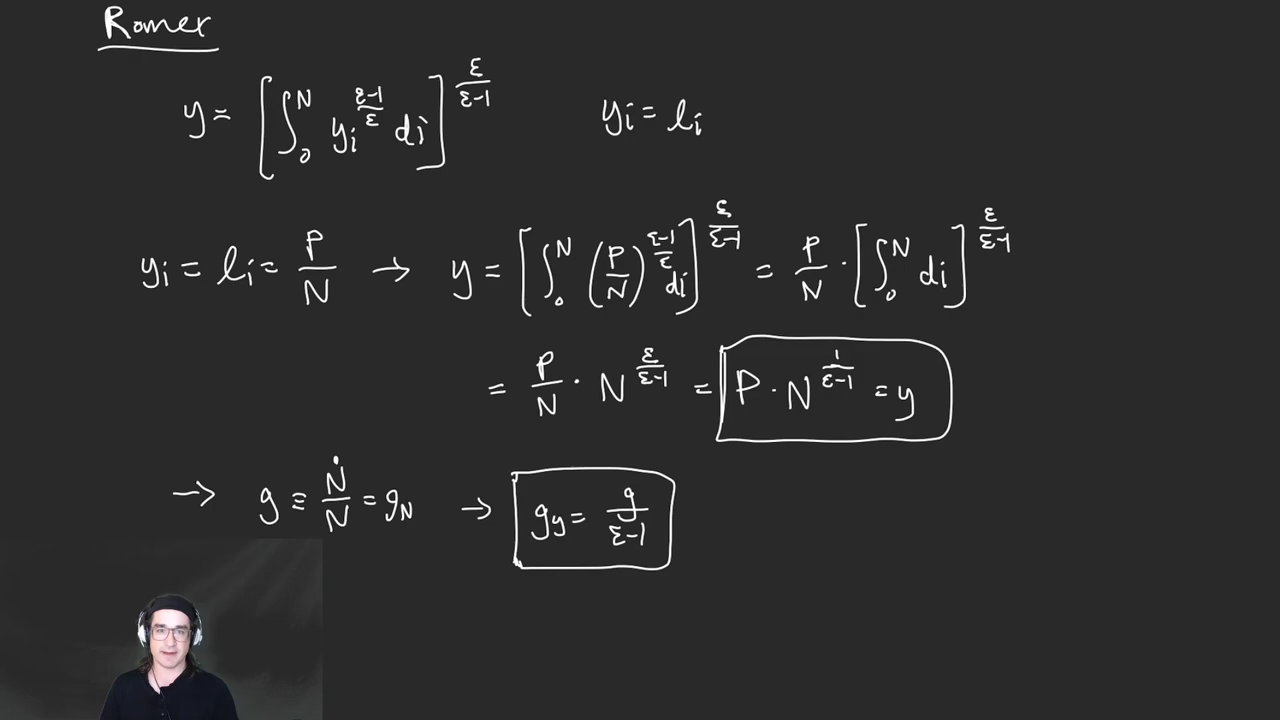 Romer
y = [∫₀ᴺ yᵢ^((ε-1)/ε) di]^(ε/(ε-1)) yᵢ = lᵢ
yᵢ = lᵢ = P/N → y = [∫₀ᴺ (P/N)^((ε-1)/ε) di]^(ε/(ε-1)) = P/N · [∫₀ᴺ di]^(ε/(ε-1))
= P/N · N^(ε/(ε-1)) = P · N^(1/(ε-1)) = y
→ g ≡ Ṅ/N = g_N → g_y = g/(ε-1)